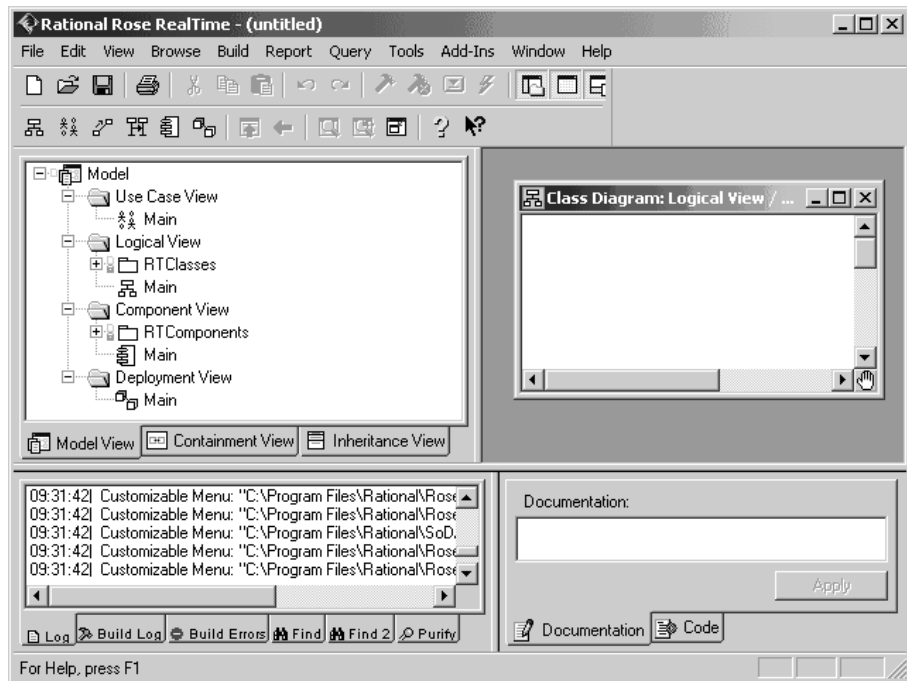 Rational Rose RealTime - (untitled)
File Edit View Browse Build Report Query Tools Add-Ins Window Help
Model
Use Case View
Main
Logical View
RTClasses
Main
Component View
RTComponents
Main
Deployment View
Main
Model View Containment View Inheritance View
Class Diagram: Logical View / ...
09:31:42| Customizable Menu: "C:\Program Files\Rational\Rose
09:31:42| Customizable Menu: "C:\Program Files\Rational\Rose
09:31:42| Customizable Menu: "C:\Program Files\Rational\SoD.
09:31:42| Customizable Menu: "C:\Program Files\Rational\Rose
09:31:42| Customizable Menu: "C:\Program Files\Rational\Rose
Log Build Log Build Errors Find Find 2 Purify
Documentation:
Apply
Documentation Code
For Help, press F1